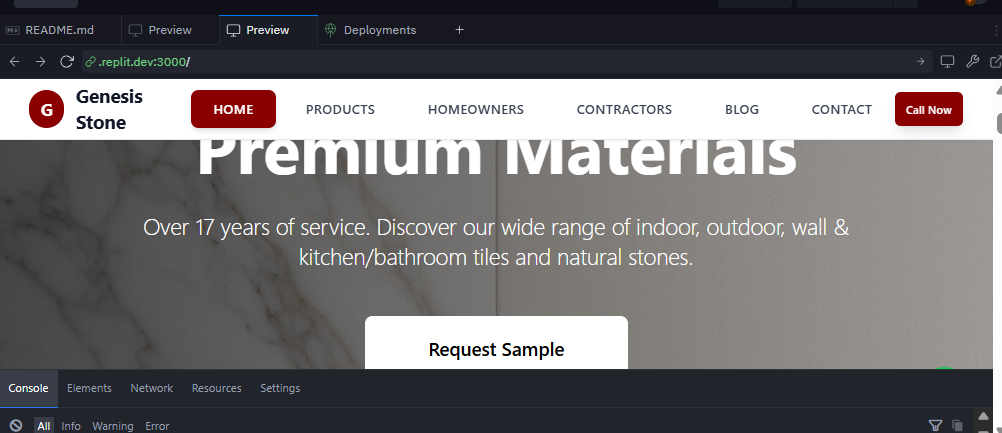 README.md Preview Preview Deployments +
.replit.dev:3000/
G Genesis Stone HOME PRODUCTS HOMEOWNERS CONTRACTORS BLOG CONTACT Call Now
Premium Materials
Over 17 years of service. Discover our wide range of indoor, outdoor, wall &
kitchen/bathroom tiles and natural stones.
Request Sample
Console Elements Network Resources Settings
All Info Warning Error